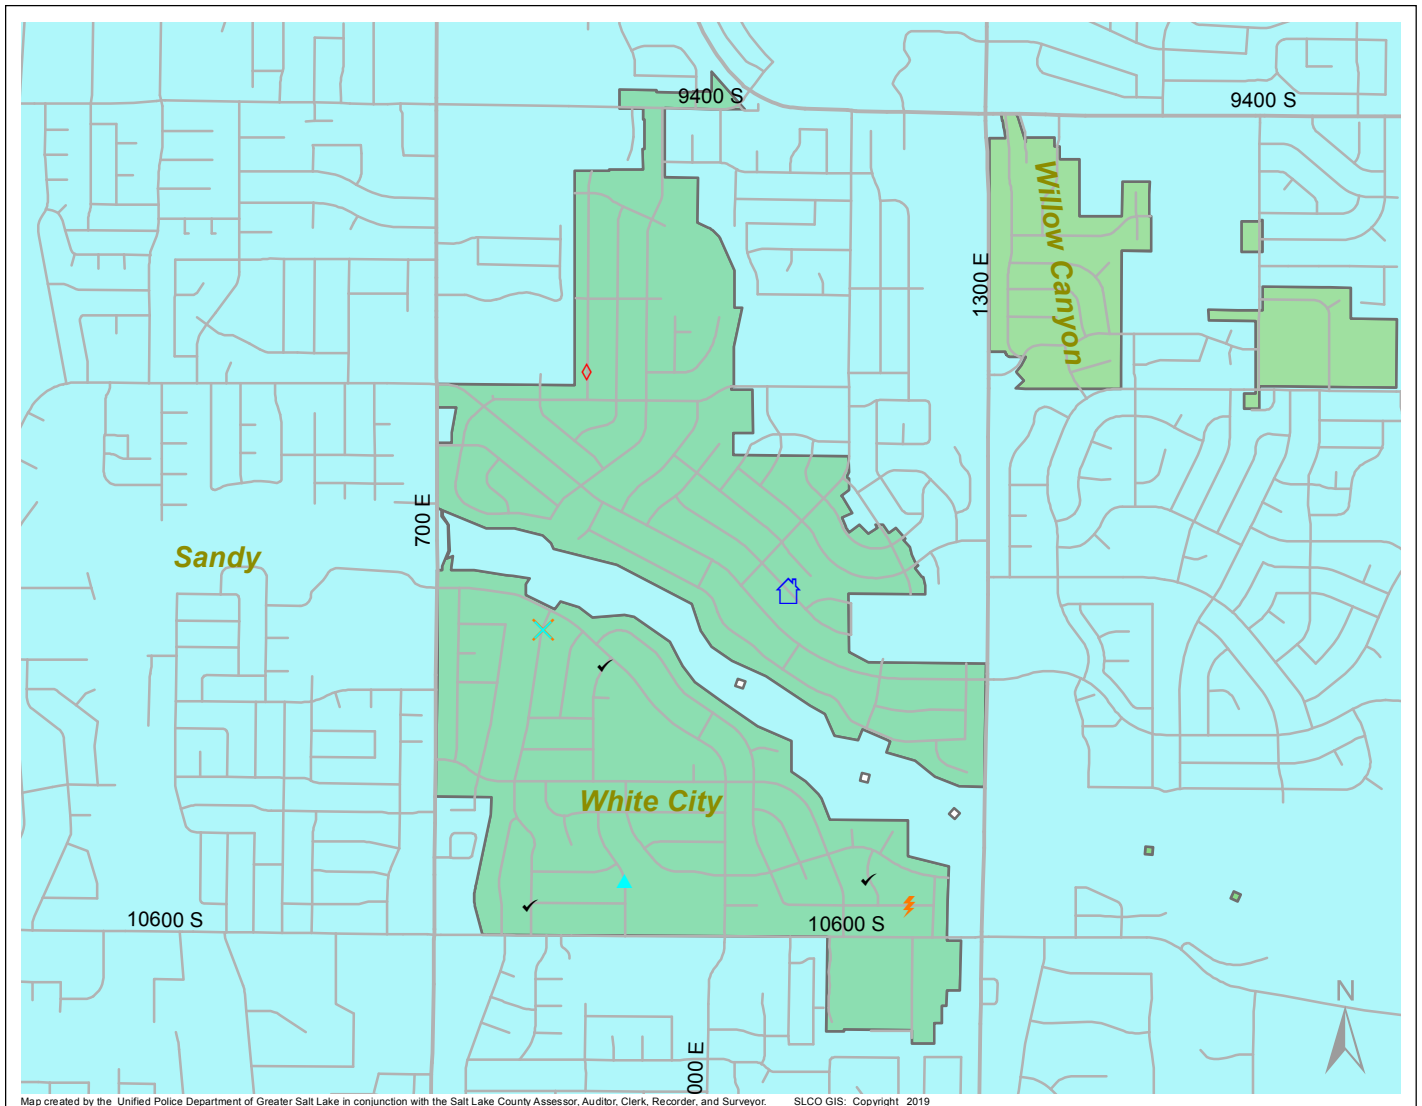 9400 S
9400 S
Willow Canyon
1300 E
700 E
Sandy
White City
10600 S
10600 S
N
000 E
Map created by the Unified Police Department of Greater Salt Lake in conjunction with the Salt Lake County Assessor, Auditor, Clerk, Recorder, and Surveyor. SLCO GIS: Copyright 2019